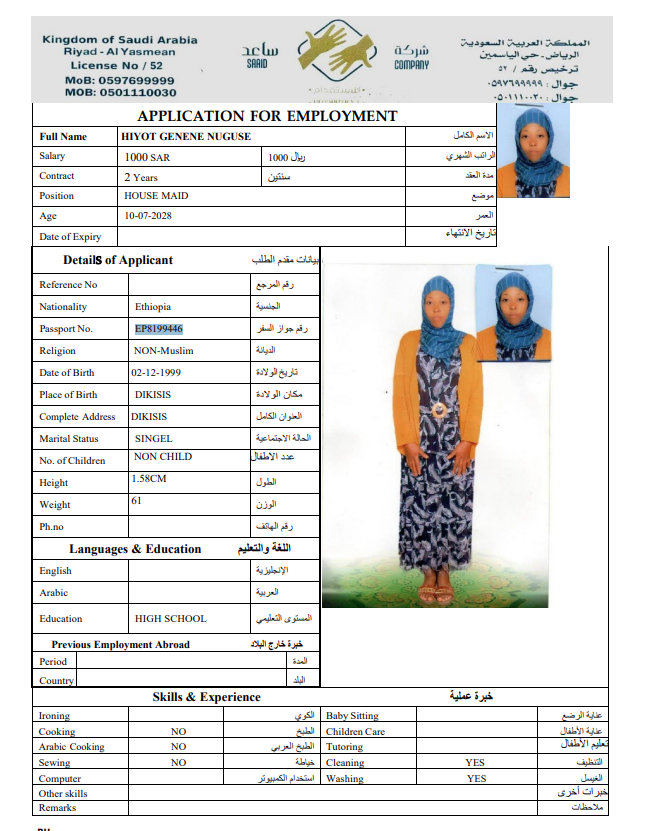 Kingdom of Saudi Arabia
Riyad - Al Yasmean
License No / 52
MoB: 0597699999
MOB: 0501110030
ساعد
SAAID
شركة
COMPANY
للاستقدام
المملكة العربية السعودية
الرياض - حي الياسمين
ترخيص رقم / ٥٢
جوال : ٠٥٩٧٦٩٩٩٩٩
جوال : ٠٥٠١١١٠٠٣٠
APPLICATION FOR EMPLOYMENT
Full Name HIYOT GENENE NUGUSE الاسم الكامل
Salary 1000 SAR 1000 ريال الراتب الشهري
Contract 2 Years سنتين مدة العقد
Position HOUSE MAID موضع
Age 10-07-2028 العمر
Date of Expiry تاريخ الانتهاء
Details of Applicant بيانات مقدم الطلب
Reference No رقم المرجع
Nationality Ethiopia الجنسية
Passport No. EP8199446 رقم جواز السفر
Religion NON-Muslim الديانة
Date of Birth 02-12-1999 تاريخ الولادة
Place of Birth DIKISIS مكان الولادة
Complete Address DIKISIS العنوان الكامل
Marital Status SINGEL الحالة الاجتماعية
No. of Children NON CHILD عدد الاطفال
Height 1.58CM الطول
Weight 61 الوزن
Ph.no رقم الهاتف
Languages & Education اللغة والتعليم
English الإنجليزية
Arabic العربية
Education HIGH SCHOOL المستوى التعليمي
Previous Employment Abroad خبرة خارج البلاد
Period المدة
Country البلد
Skills & Experience خبرة عملية
Ironing الكوي Baby Sitting عناية الرضع
Cooking NO الطبخ Children Care عناية الأطفال
Arabic Cooking NO الطبخ العربي Tutoring تعليم الأطفال
Sewing NO خياطة Cleaning YES التنظيف
Computer استخدام الكمبيوتر Washing YES الغسيل
Other skills خبرات أخرى
Remarks ملاحظات